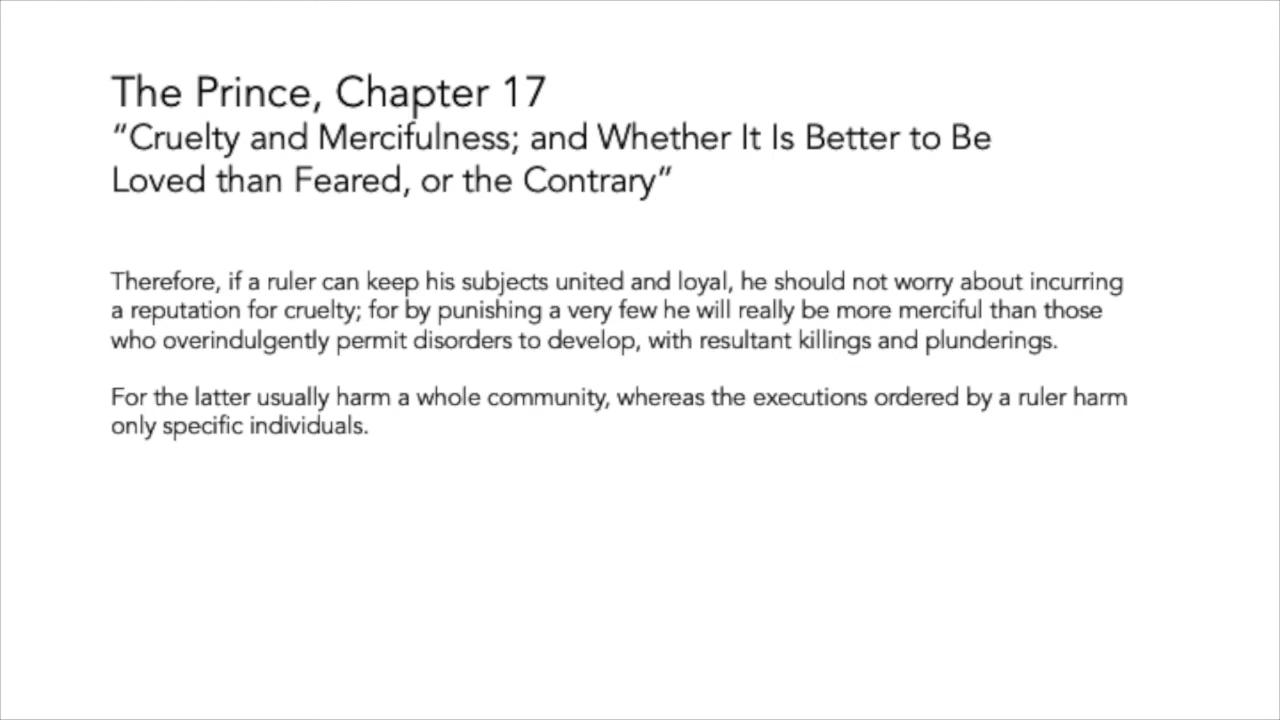 The Prince, Chapter 17
“Cruelty and Mercifulness; and Whether It Is Better to Be
Loved than Feared, or the Contrary”
Therefore, if a ruler can keep his subjects united and loyal, he should not worry about incurring
a reputation for cruelty; for by punishing a very few he will really be more merciful than those
who overindulgently permit disorders to develop, with resultant killings and plunderings.
For the latter usually harm a whole community, whereas the executions ordered by a ruler harm
only specific individuals.